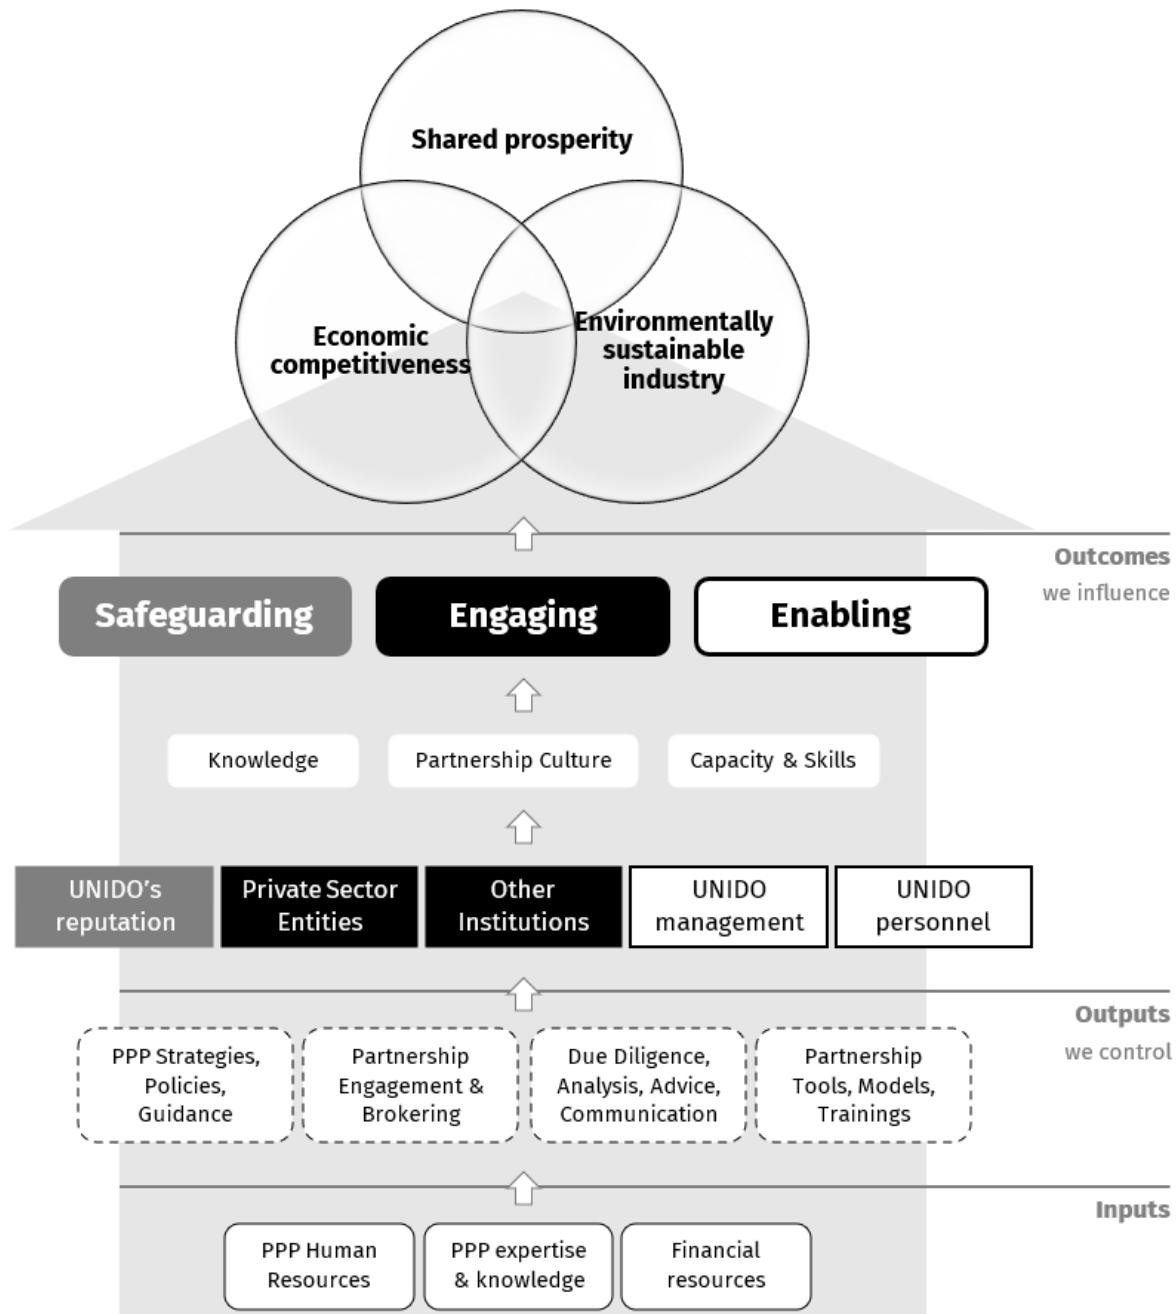 Shared prosperity
Economic
competitiveness
Environmentally
sustainable
industry
Outcomes
we influence
Safeguarding
Engaging
Enabling
Knowledge
Partnership Culture
Capacity & Skills
UNIDO’s
reputation
Private Sector
Entities
Other
Institutions
UNIDO
management
UNIDO
personnel
Outputs
we control
PPP Strategies,
Policies,
Guidance
Partnership
Engagement &
Brokering
Due Diligence,
Analysis, Advice,
Communication
Partnership
Tools, Models,
Trainings
Inputs
PPP Human
Resources
PPP expertise
& knowledge
Financial
resources